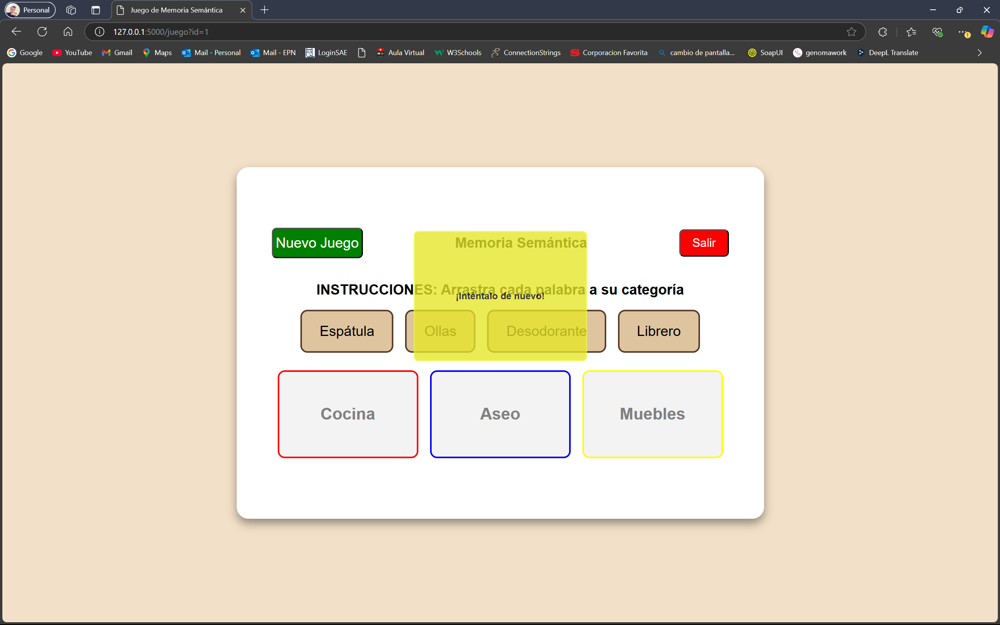 Personal
Juego de Memoria Semántica
127.0.0.1:5000/juego?id=1
Google YouTube Gmail Maps Mail - Personal Mail - EPN LoginSAE Aula Virtual W3Schools ConnectionStrings Corporacion Favorita cambio de pantalla... SoapUI genomawork DeepL Translate
Nuevo Juego Memoria Semántica Salir
INSTRUCCIONES: Arrastra cada palabra a su categoría
¡Inténtalo de nuevo!
Espátula Ollas Desodorante Librero
Cocina Aseo Muebles